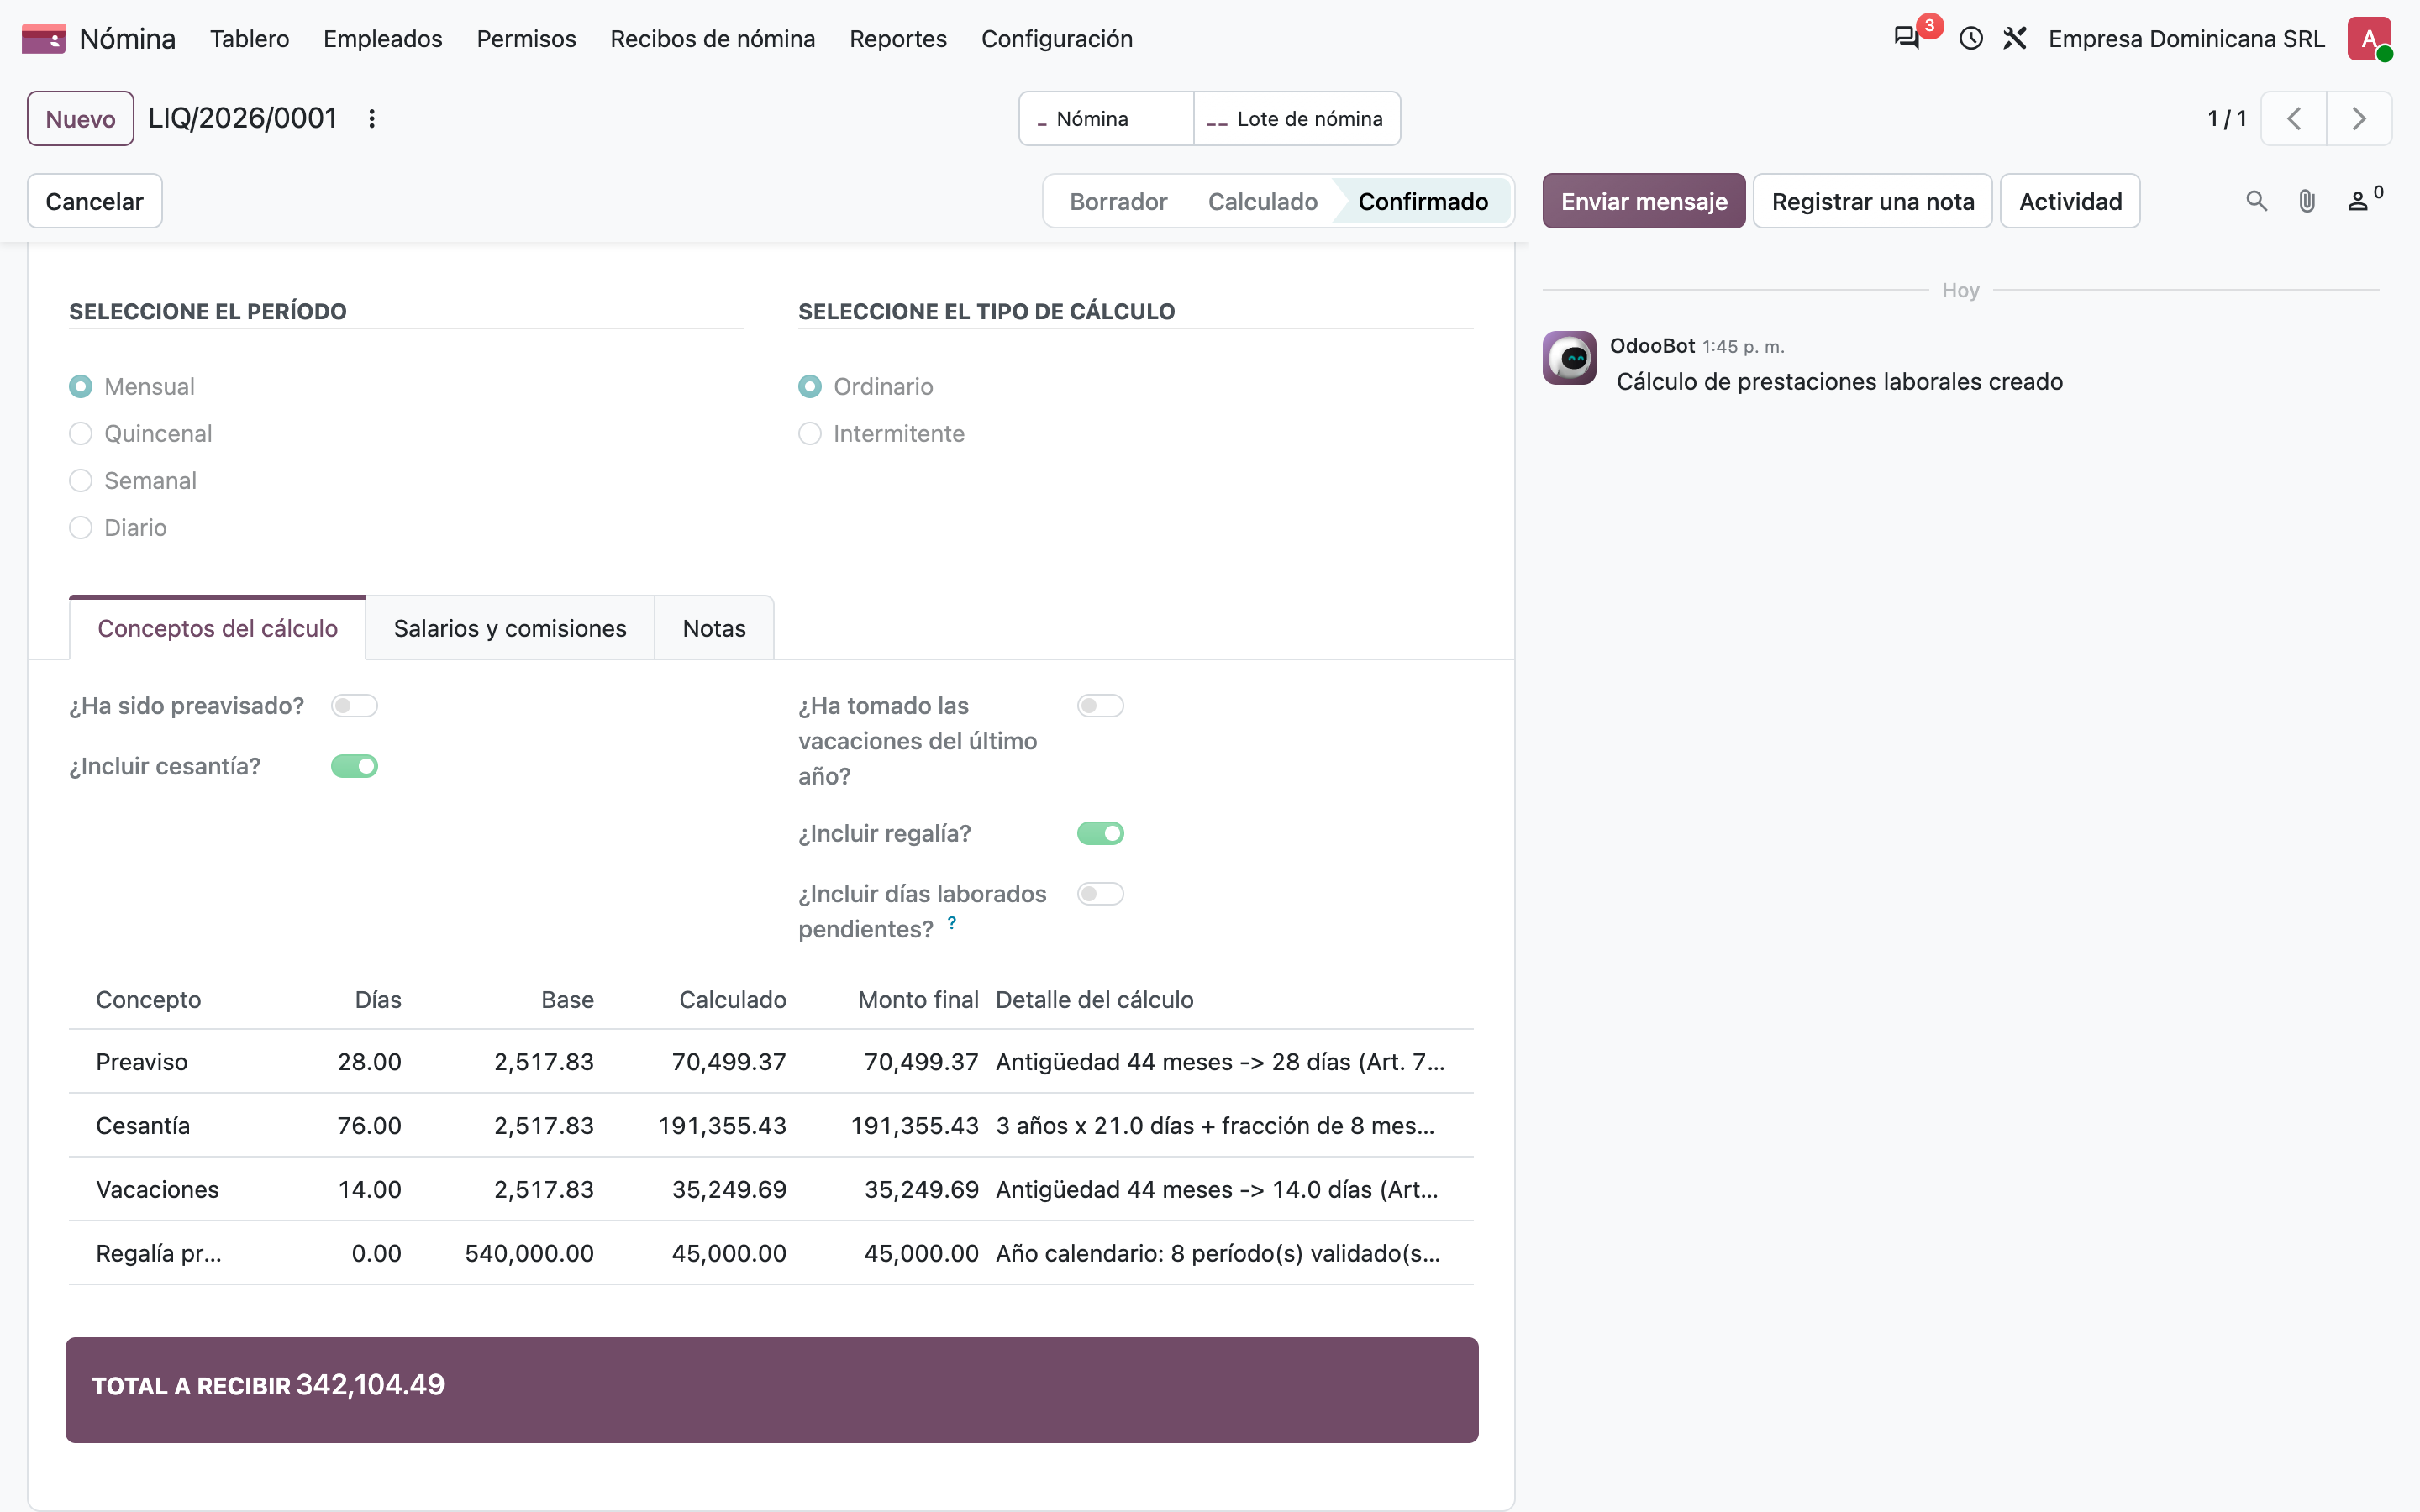 Nómina Tablero Empleados Permisos Recibos de nómina Reportes Configuración 3 Empresa Dominicana SRL A
Nuevo LIQ/2026/0001 Nómina Lote de nómina 1 / 1
Cancelar Borrador Calculado Confirmado Enviar mensaje Registrar una nota Actividad 0
Hoy
OdooBot 1:45 p. m.
Cálculo de prestaciones laborales creado
SELECCIONE EL PERÍODO
Mensual
Quincenal
Semanal
Diario
SELECCIONE EL TIPO DE CÁLCULO
Ordinario
Intermitente
Conceptos del cálculo Salarios y comisiones Notas
¿Ha sido preavisado?
¿Incluir cesantía?
¿Ha tomado las
vacaciones del último
año?
¿Incluir regalía?
¿Incluir días laborados
pendientes? ?
Concepto Días Base Calculado Monto final Detalle del cálculo
Preaviso 28.00 2,517.83 70,499.37 70,499.37 Antigüedad 44 meses -> 28 días (Art. 7...
Cesantía 76.00 2,517.83 191,355.43 191,355.43 3 años x 21.0 días + fracción de 8 mes...
Vacaciones 14.00 2,517.83 35,249.69 35,249.69 Antigüedad 44 meses -> 14.0 días (Art...
Regalía pr... 0.00 540,000.00 45,000.00 45,000.00 Año calendario: 8 período(s) validado(s...
TOTAL A RECIBIR 342,104.49